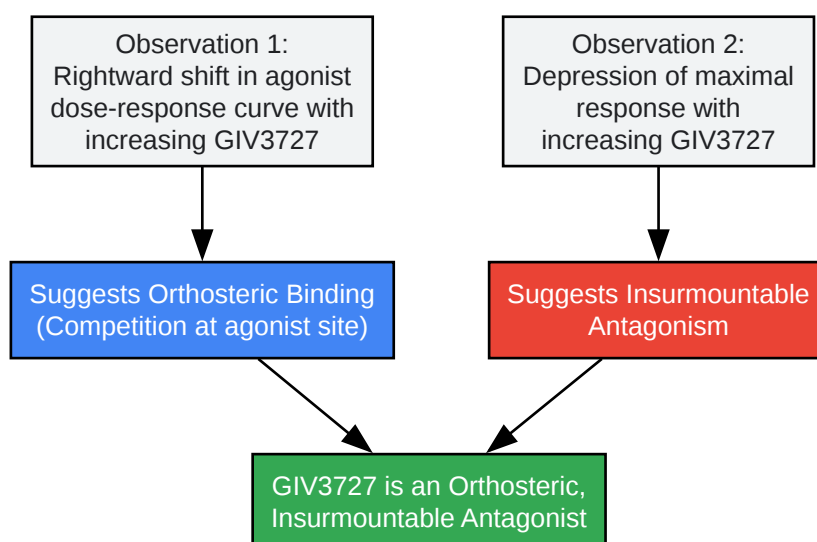 Observation 1:
Rightward shift in agonist
dose-response curve with
increasing GIV3727
Observation 2:
Depression of maximal
response with
increasing GIV3727
Suggests Orthosteric Binding
(Competition at agonist site)
Suggests Insurmountable
Antagonism
GIV3727 is an Orthosteric,
Insurmountable Antagonist